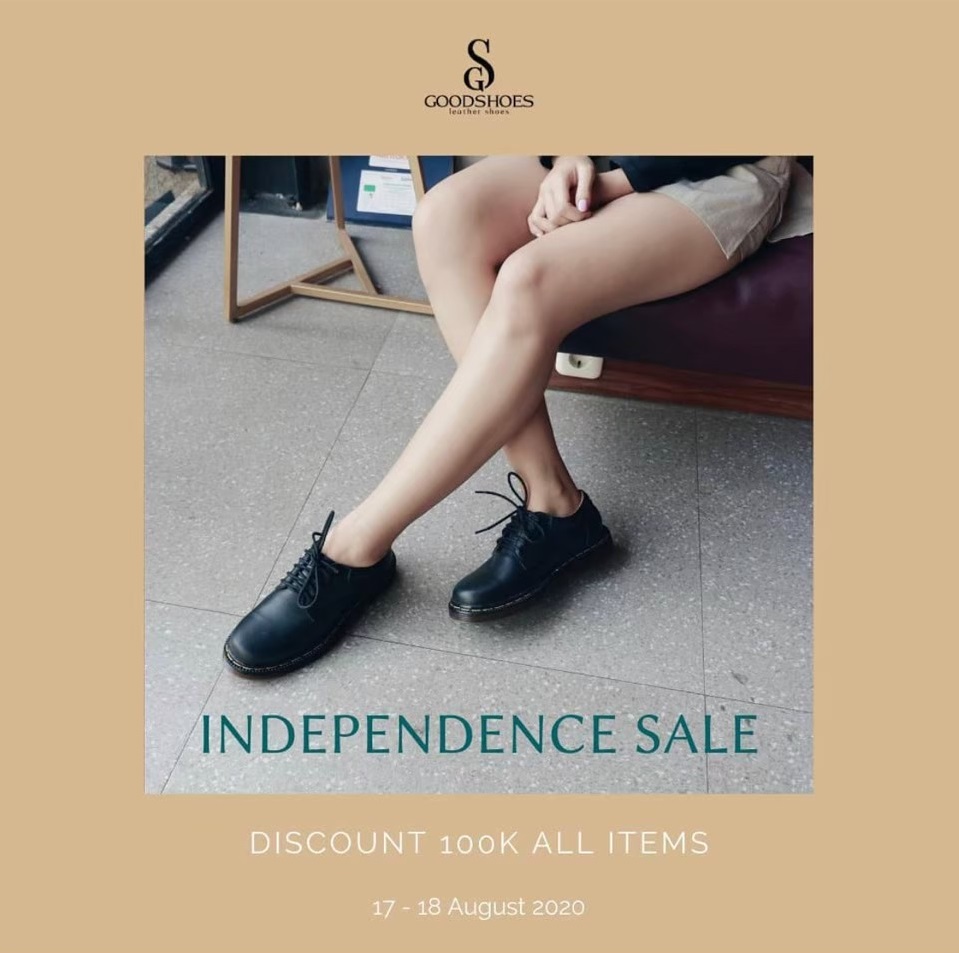 SG
GOODSHOES
leather shoes
INDEPENDENCE SALE
DISCOUNT 100K ALL ITEMS
17 - 18 August 2020